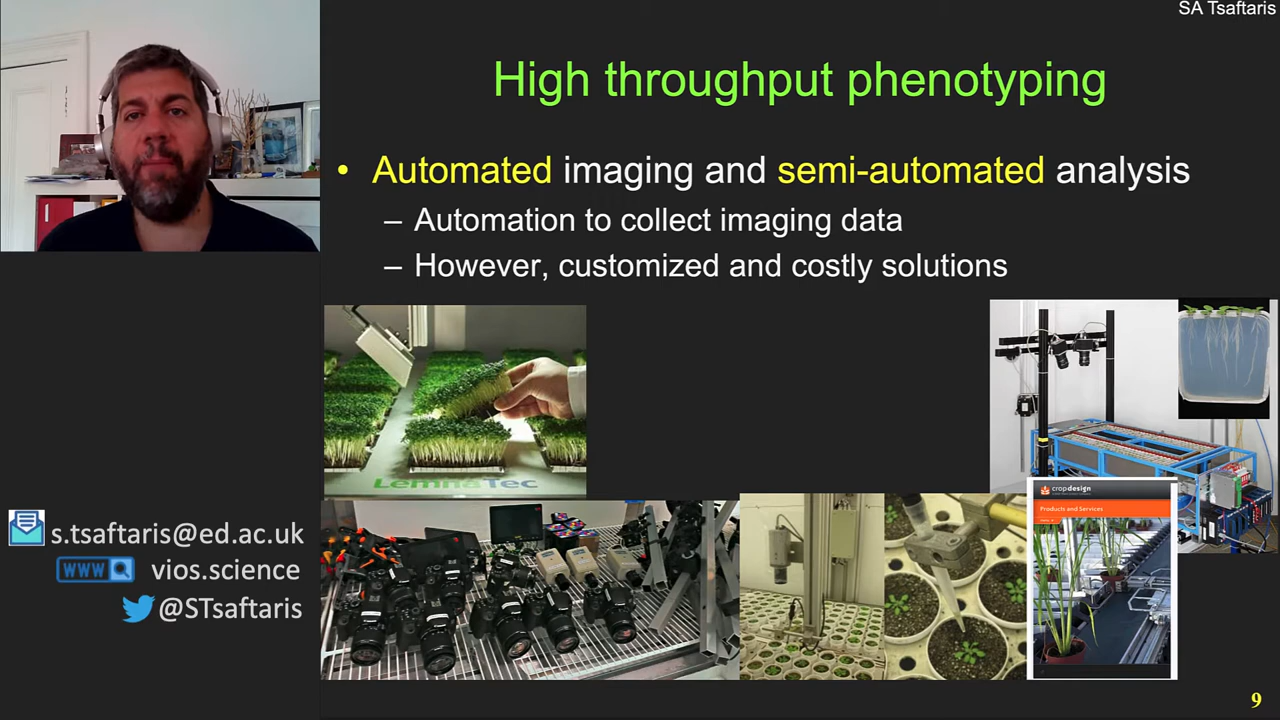 SA Tsaftaris
High throughput phenotyping
• Automated imaging and semi-automated analysis
– Automation to collect imaging data
– However, customized and costly solutions
LemnaTec
cropdesign
Products and Services
s.tsaftaris@ed.ac.uk
WWW vios.science
@STsaftaris
9